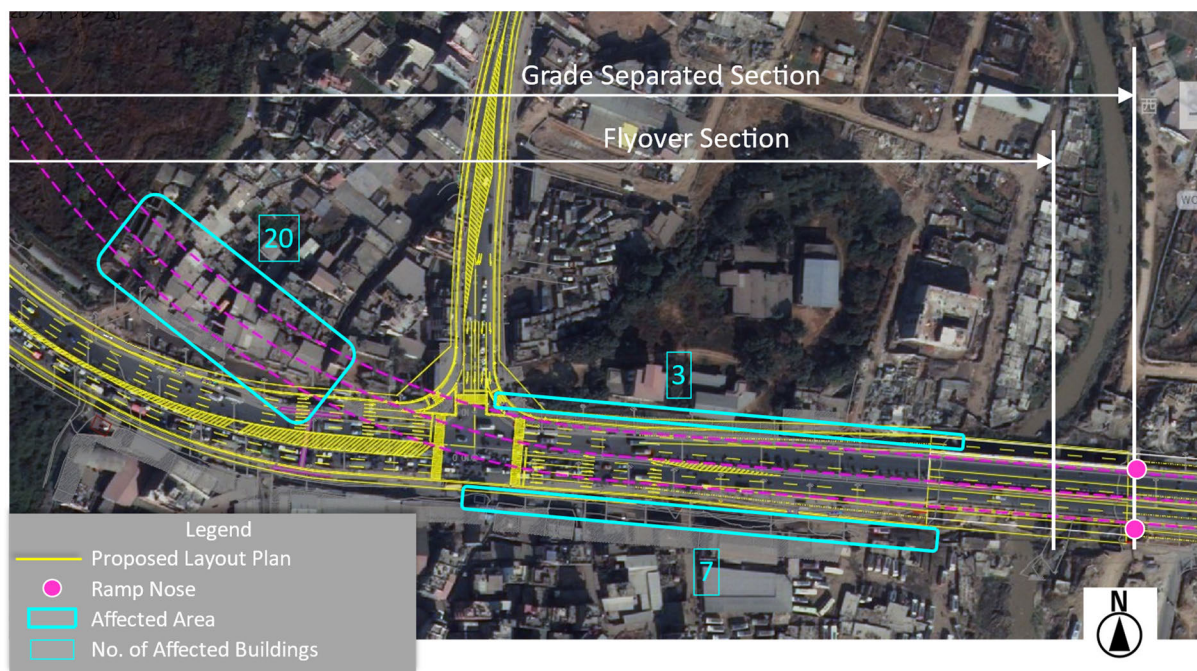 Grade Separated Section
西
Flyover Section
20
3
7
Legend
Proposed Layout Plan
Ramp Nose
Affected Area
No. of Affected Buildings
N